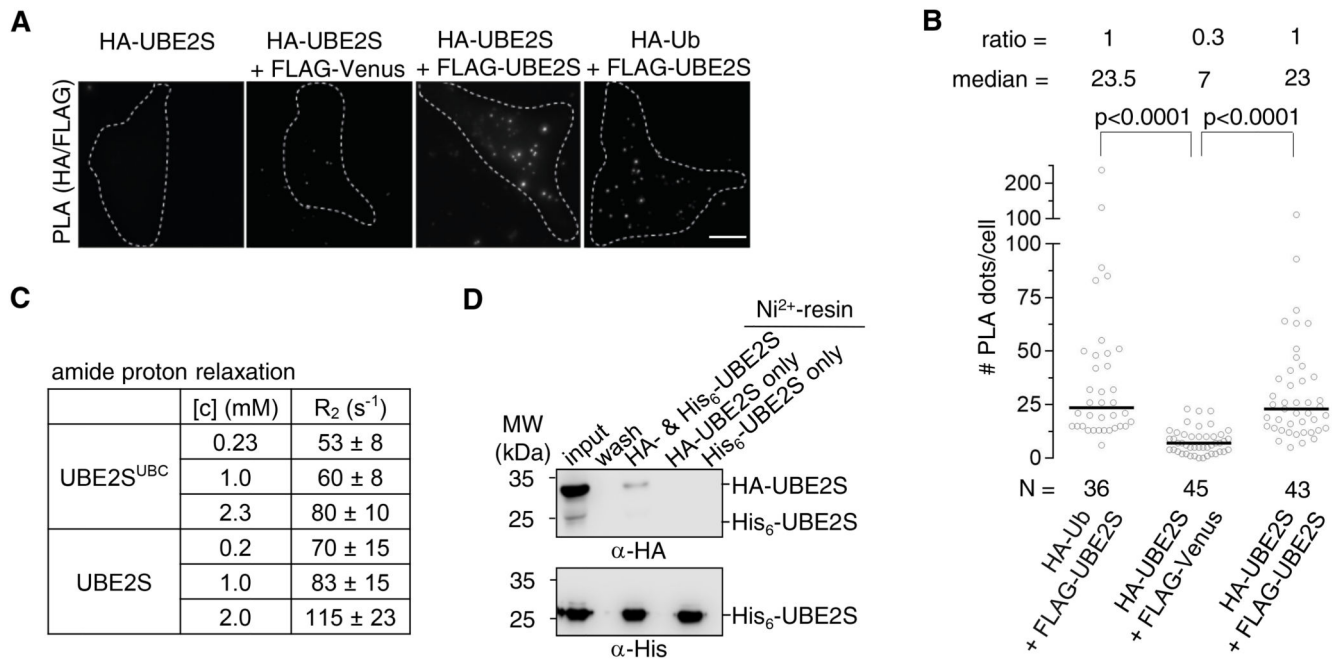 A
HA-UBE2S
HA-UBE2S
+ FLAG-Venus
HA-UBE2S
+ FLAG-UBE2S
HA-Ub
+ FLAG-UBE2S
PLA (HA/FLAG)
B
ratio = 1 0.3 1
median = 23.5 7 23
p<0.0001 p<0.0001
# PLA dots/cell
250
200
150
100
100
75
50
25
0
N = 36 45 43
HA-Ub
+ FLAG-UBE2S
HA-UBE2S
+ FLAG-Venus
HA-UBE2S
+ FLAG-UBE2S
C
amide proton relaxation
[c] (mM) R₂ (s⁻¹)
UBE2Sᵁᴮᶜ
0.23 53 ± 8
1.0 60 ± 8
2.3 80 ± 10
UBE2S
0.2 70 ± 15
1.0 83 ± 15
2.0 115 ± 23
D
Ni²⁺-resin
MW
(kDa)
input
wash
HA- & His₆-UBE2S
HA-UBE2S only
His₆-UBE2S only
35
25
HA-UBE2S
His₆-UBE2S
α-HA
35
25
His₆-UBE2S
α-His